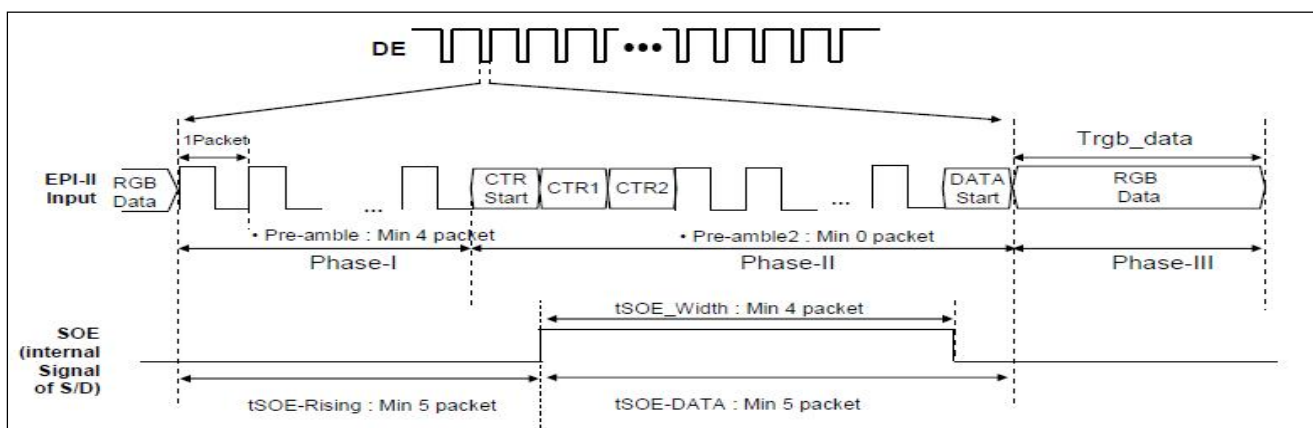 DE
1Packet
Trgb_data
EPI-II
Input
RGB
Data
...
CTR
Start
CTR1
CTR2
...
DATA
Start
RGB
Data
• Pre-amble : Min 4 packet
• Pre-amble2 : Min 0 packet
Phase-I
Phase-II
Phase-III
tSOE_Width : Min 4 packet
SOE
(internal
Signal
of S/D)
tSOE-Rising : Min 5 packet
tSOE-DATA : Min 5 packet